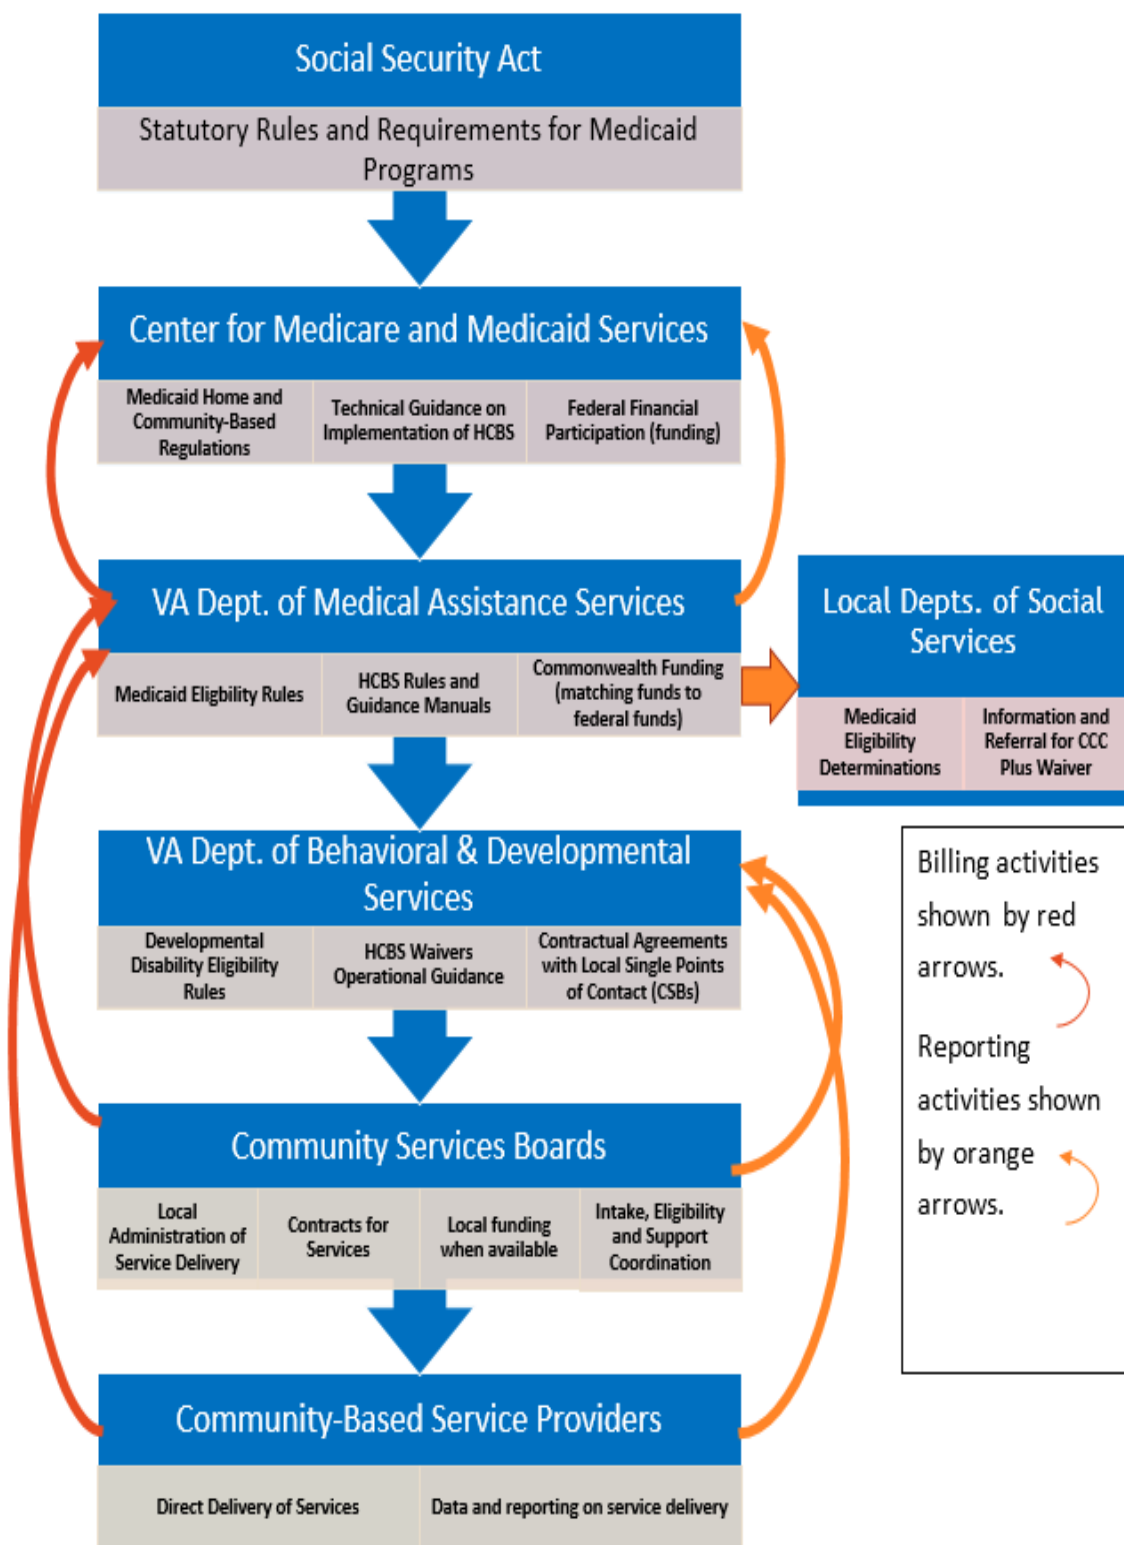 Social Security Act
Statutory Rules and Requirements for Medicaid
Programs
Center for Medicare and Medicaid Services
Medicaid Home and
Community-Based
Regulations
Technical Guidance on
Implementation of HCBS
Federal Financial
Participation (funding)
VA Dept. of Medical Assistance Services
Medicaid Eligbility Rules
HCBS Rules and
Guidance Manuals
Commonwealth Funding
(matching funds to
federal funds)
Local Depts. of Social
Services
Medicaid
Eligibility
Determinations
Information and
Referral for CCC
Plus Waiver
VA Dept. of Behavioral & Developmental
Services
Developmental
Disability Eligibility
Rules
HCBS Waivers
Operational Guidance
Contractual Agreements
with Local Single Points
of Contact (CSBs)
Billing activities
shown by red
arrows.
Reporting
activities shown
by orange
arrows.
Community Services Boards
Local
Administration of
Service Delivery
Contracts for
Services
Local funding
when available
Intake, Eligibility
and Support
Coordination
Community-Based Service Providers
Direct Delivery of Services
Data and reporting on service delivery